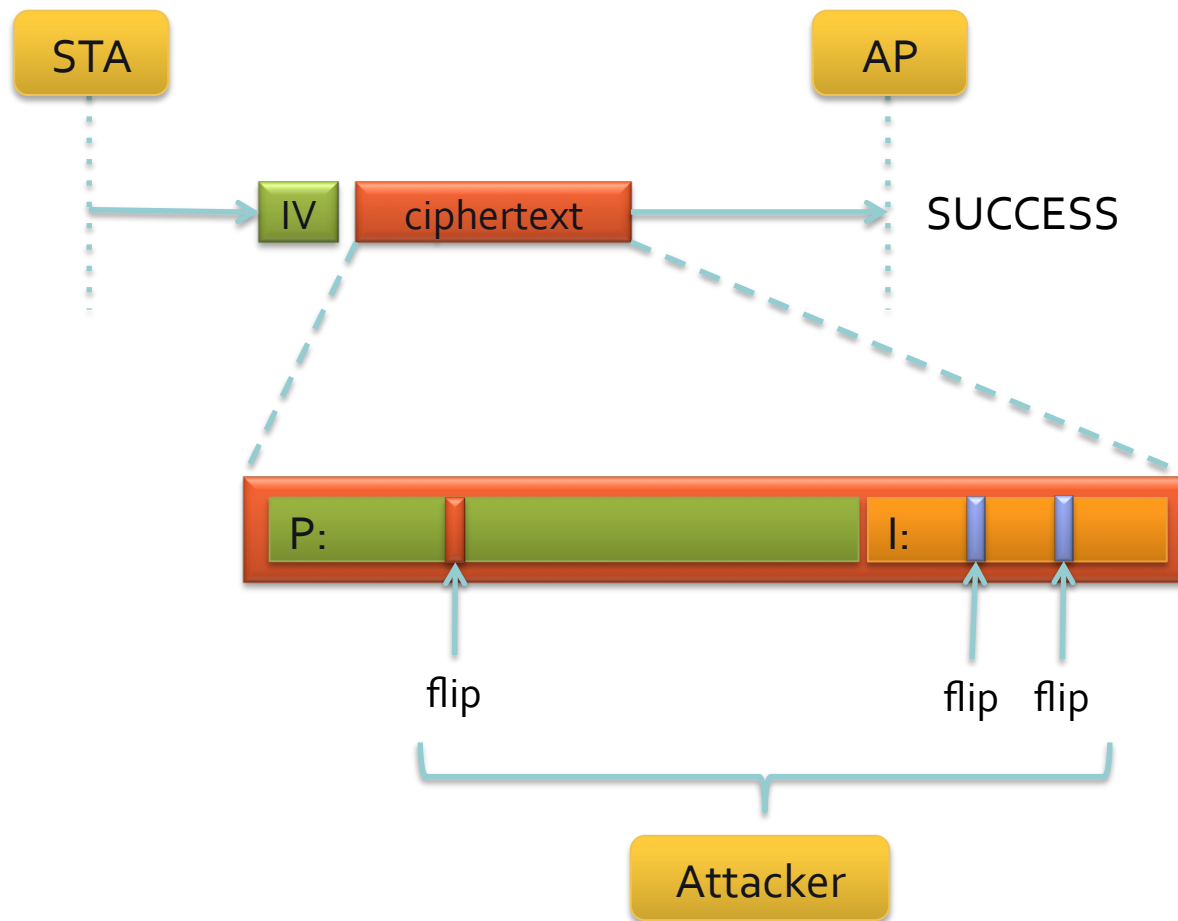 STA
AP
IV
ciphertext
SUCCESS
P:
I:
flip
flip
flip
Attacker